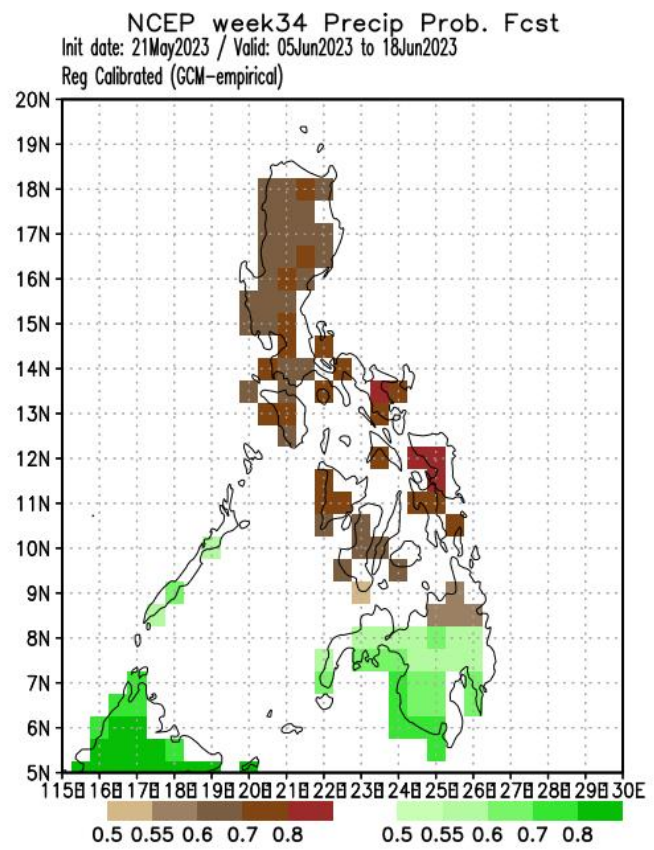 NCEP week34 Precip Prob. Fcst
Init date: 21May2023 / Valid: 05Jun2023 to 18Jun2023
Reg Calibrated (GCM-empirical)
20N
19N
18N
17N
16N
15N
14N
13N
12N
11N
10N
9N
8N
7N
6N
5N
115E 116E 117E 118E 119E 120E 121E 122E 123E 124E 125E 126E 127E 128E 129E 130E
0.5 0.55 0.6 0.7 0.8 0.5 0.55 0.6 0.7 0.8